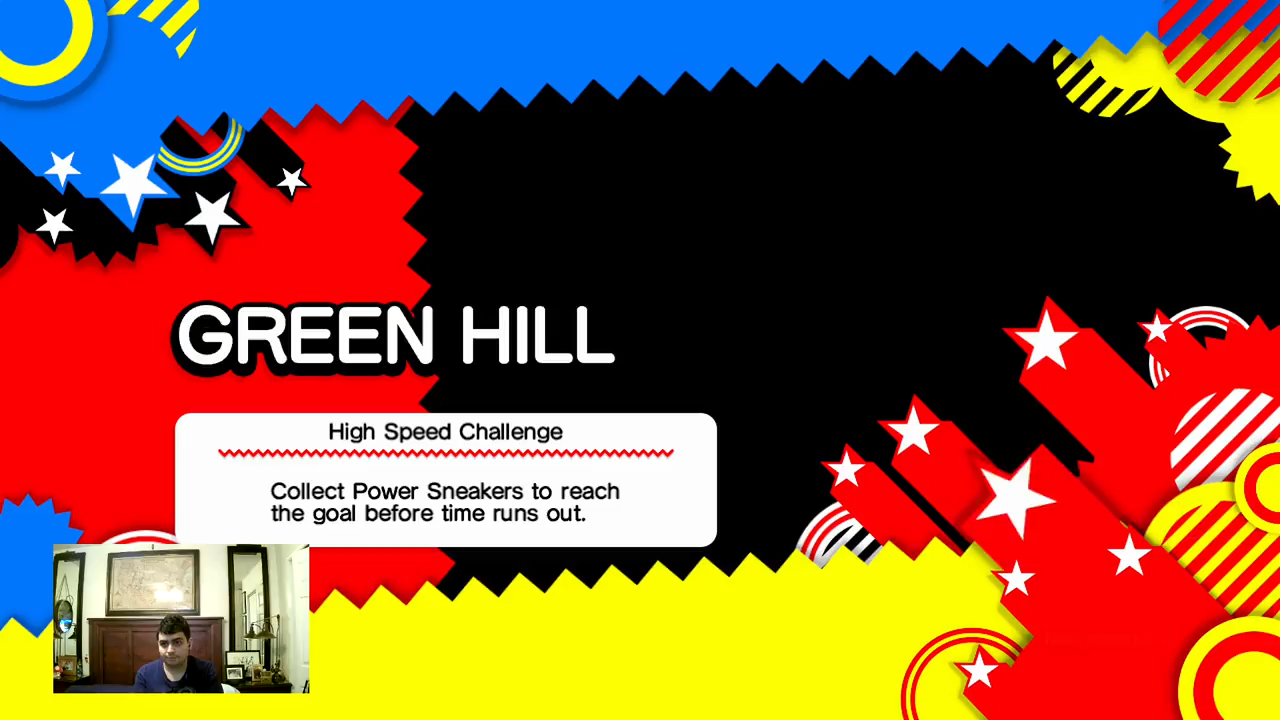 GREEN HILL
High Speed Challenge
Collect Power Sneakers to reach
the goal before time runs out.